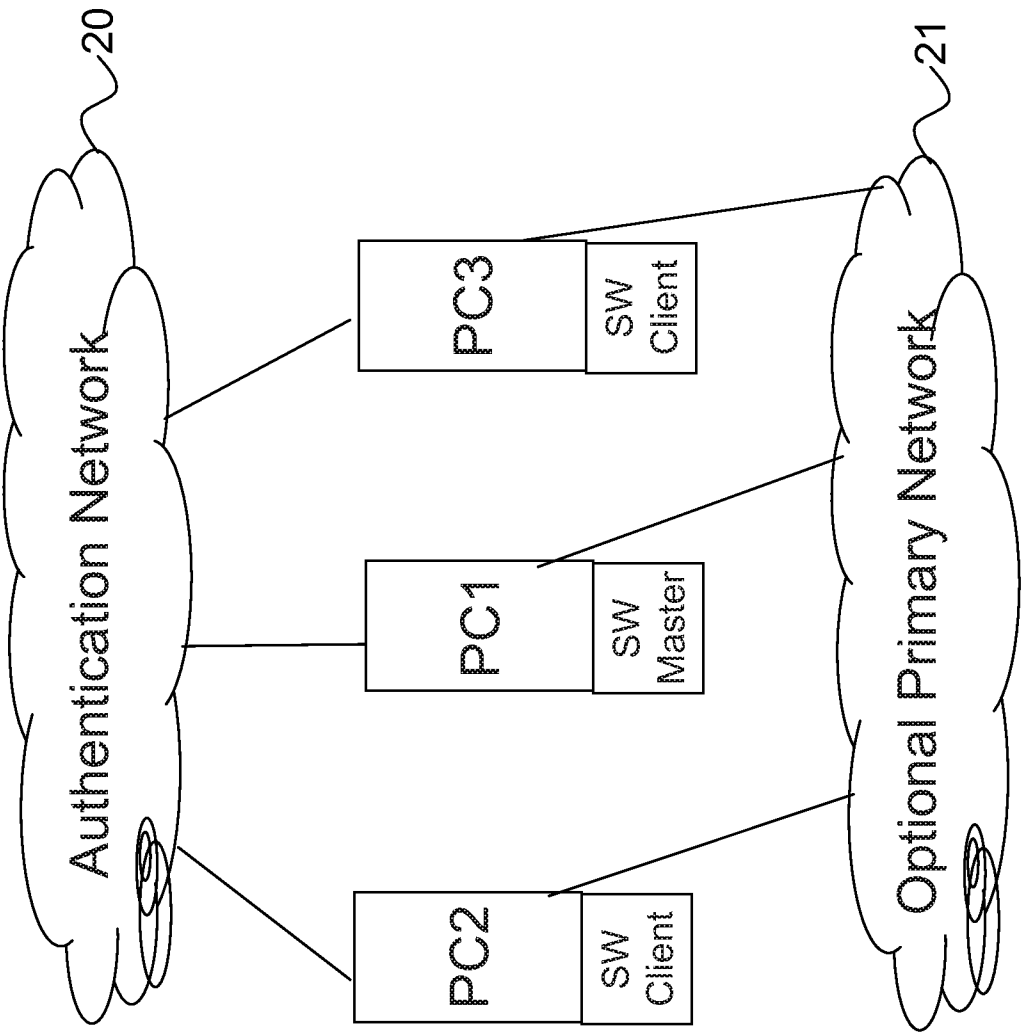 Authentication Network
20
PC2
SW
Client
PC1
SW
Master
PC3
SW
Client
Optional Primary Network
21